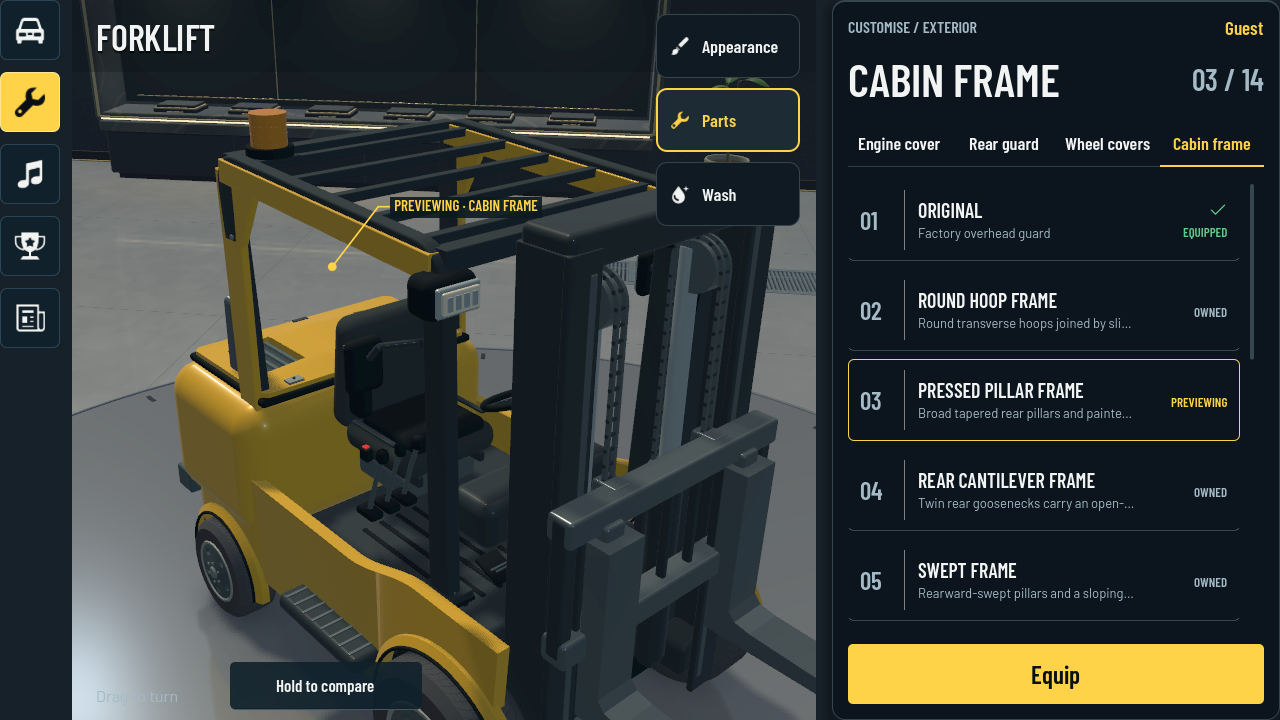 FORKLIFT
Appearance
Parts
Wash
PREVIEWING · CABIN FRAME
Drag to turn
Hold to compare
CUSTOMISE / EXTERIOR
Guest
CABIN FRAME
03 / 14
Engine cover
Rear guard
Wheel covers
Cabin frame
01
ORIGINAL
Factory overhead guard
EQUIPPED
02
ROUND HOOP FRAME
Round transverse hoops joined by sli...
OWNED
03
PRESSED PILLAR FRAME
Broad tapered rear pillars and painte...
PREVIEWING
04
REAR CANTILEVER FRAME
Twin rear goosenecks carry an open-...
OWNED
05
SWEPT FRAME
Rearward-swept pillars and a sloping...
OWNED
Equip